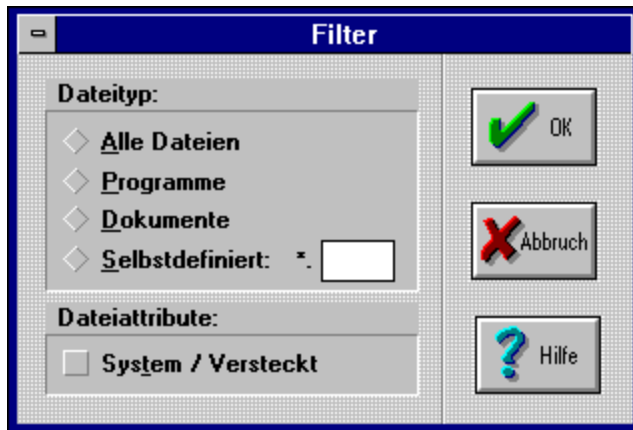 Filter
Dateityp:
Alle Dateien
Programme
Dokumente
Selbstdefiniert: *.
Dateiattribute:
System / Versteckt
OK
Abbruch
Hilfe